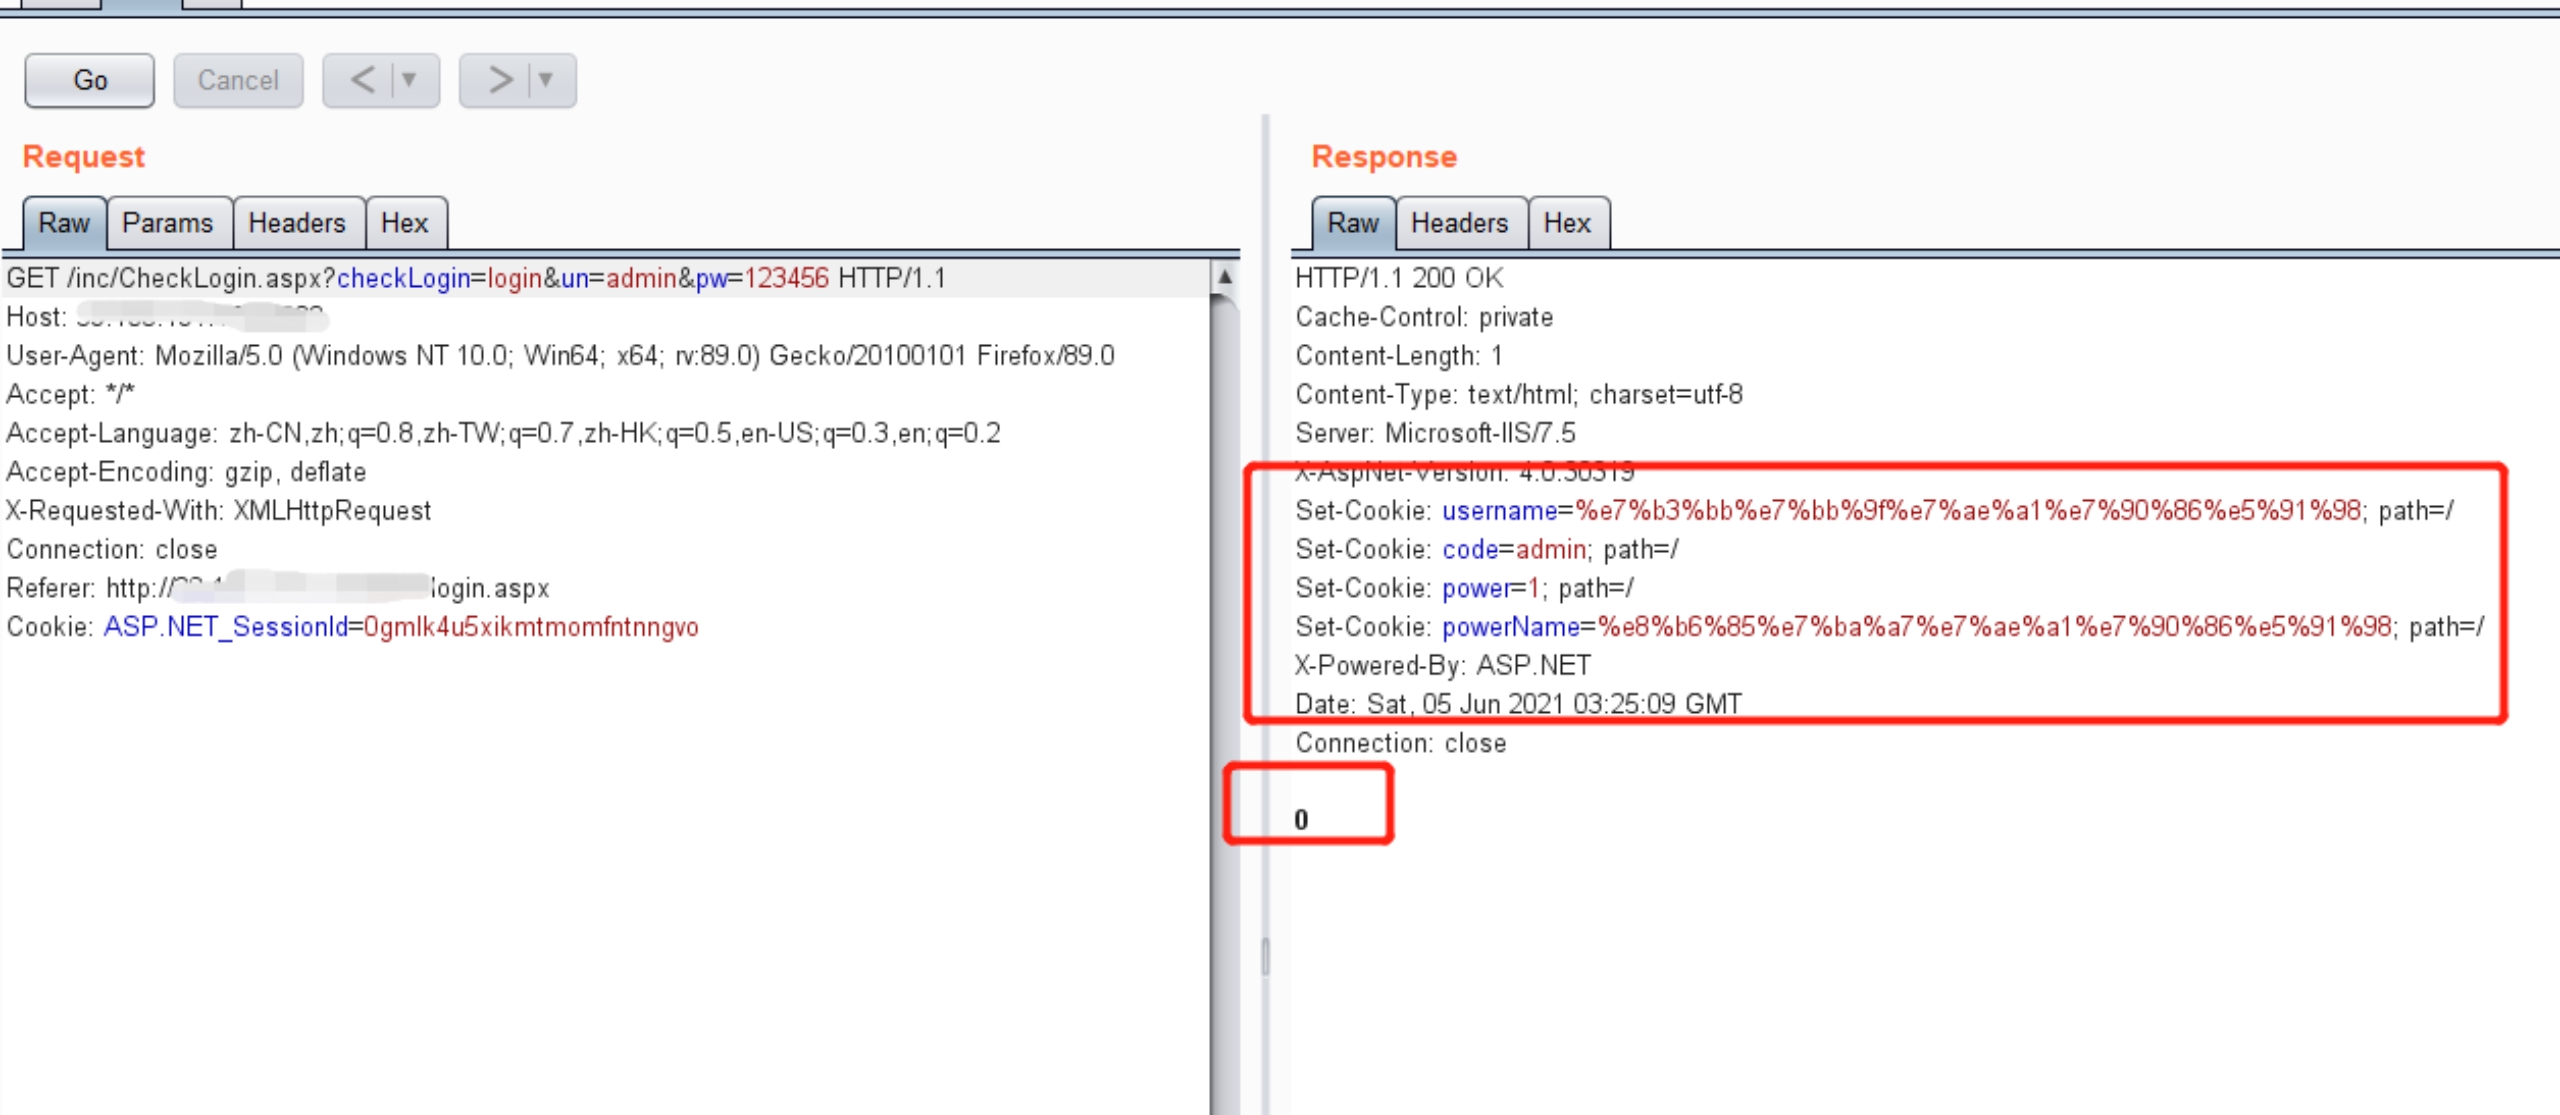 Go Cancel < >
Request
Raw Params Headers Hex
GET /inc/CheckLogin.aspx?checkLogin=login&un=admin&pw=123456 HTTP/1.1
Host:
User-Agent: Mozilla/5.0 (Windows NT 10.0; Win64; x64; rv:89.0) Gecko/20100101 Firefox/89.0
Accept: */*
Accept-Language: zh-CN,zh;q=0.8,zh-TW;q=0.7,zh-HK;q=0.5,en-US;q=0.3,en;q=0.2
Accept-Encoding: gzip, deflate
X-Requested-With: XMLHttpRequest
Connection: close
Referer: http:// login.aspx
Cookie: ASP.NET_SessionId=0gmlk4u5xikmtmomfntnngvo
Response
Raw Headers Hex
HTTP/1.1 200 OK
Cache-Control: private
Content-Length: 1
Content-Type: text/html; charset=utf-8
Server: Microsoft-IIS/7.5
X-AspNet-Version: 4.0.30319
Set-Cookie: username=%e7%b3%bb%e7%bb%9f%e7%ae%a1%e7%90%86%e5%91%98; path=/
Set-Cookie: code=admin; path=/
Set-Cookie: power=1; path=/
Set-Cookie: powerName=%e8%b6%85%e7%ba%a7%e7%ae%a1%e7%90%86%e5%91%98; path=/
X-Powered-By: ASP.NET
Date: Sat, 05 Jun 2021 03:25:09 GMT
Connection: close
0